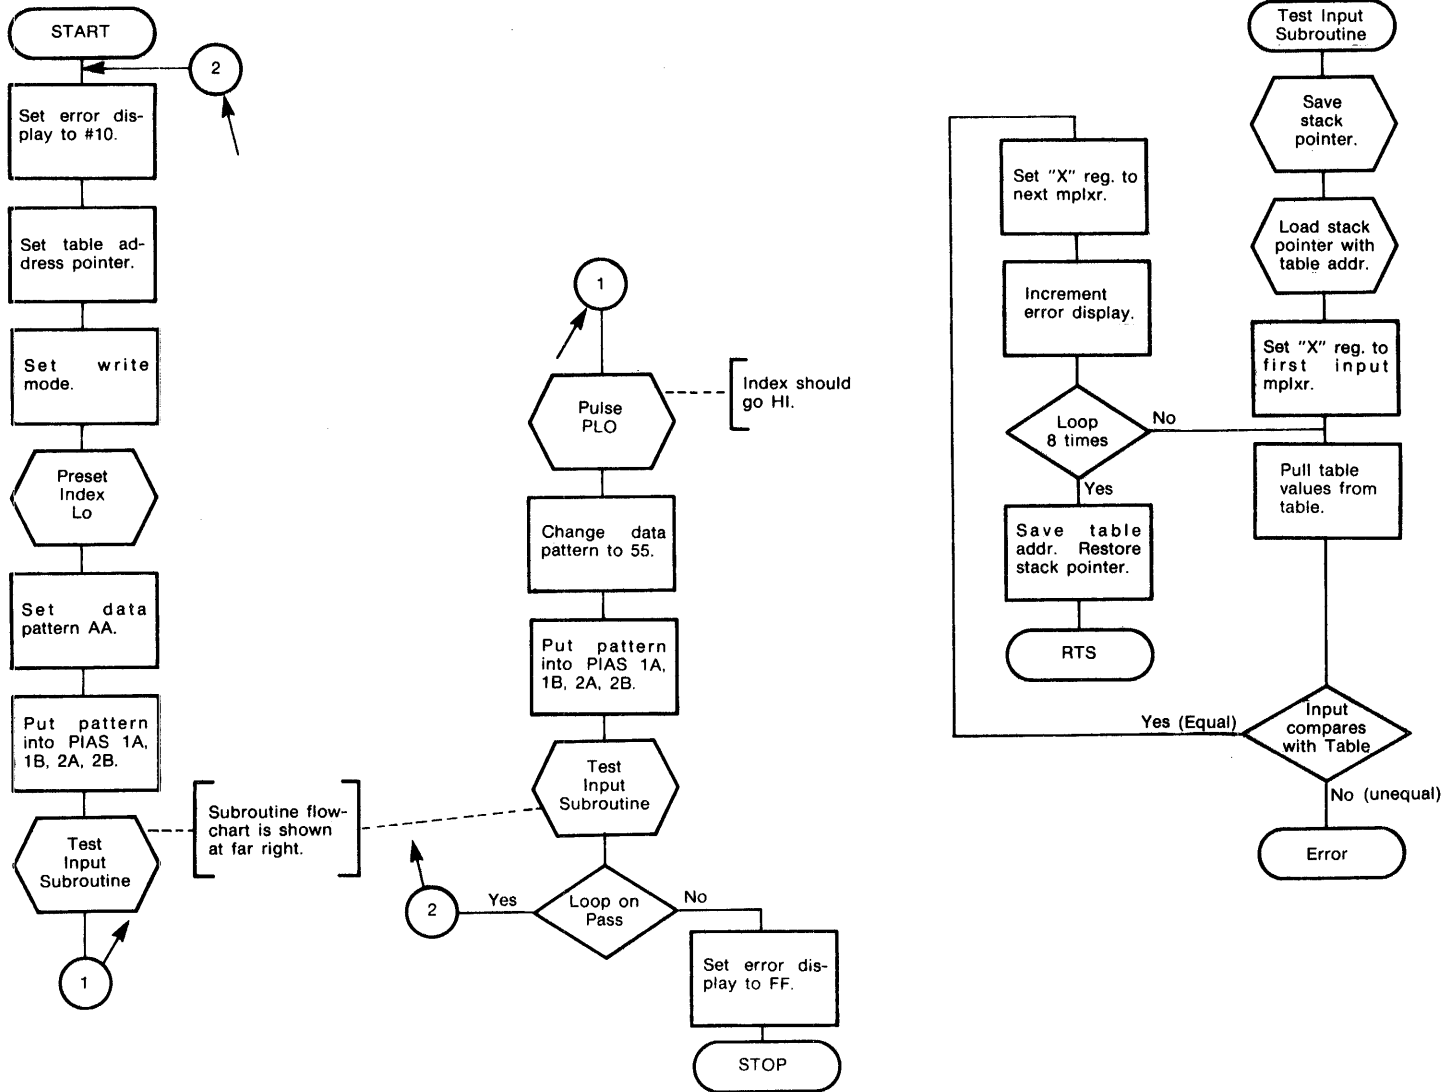 START
2
Set error dis-
play to #10.
Set table ad-
dress pointer.
Set write
mode.
Preset
Index
Lo
Set data
pattern AA.
Put pattern
into PIAS 1A,
1B, 2A, 2B.
Test
Input
Subroutine
1
Subroutine flow-
chart is shown
at far right.
1
Pulse
PLO
Index should
go HI.
Change data
pattern to 55.
Put pattern
into PIAS 1A,
1B, 2A, 2B.
Test
Input
Subroutine
Loop on
Pass
Yes
2
No
Set error dis-
play to FF.
STOP
Test Input
Subroutine
Save
stack
pointer.
Load stack
pointer with
table addr.
Set "X" reg. to
first input
mplxr.
Pull table
values from
table.
Input
compares
with Table
Yes (Equal)
No (unequal)
Error
Set "X" reg. to
next mplxr.
Increment
error display.
Loop
8 times
No
Yes
Save table
addr. Restore
stack pointer.
RTS